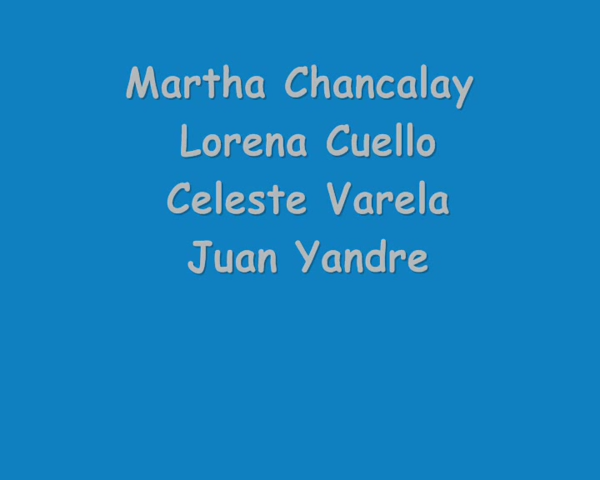 Martha Chancalay
Lorena Cuello
Celeste Varela
Juan Yandre